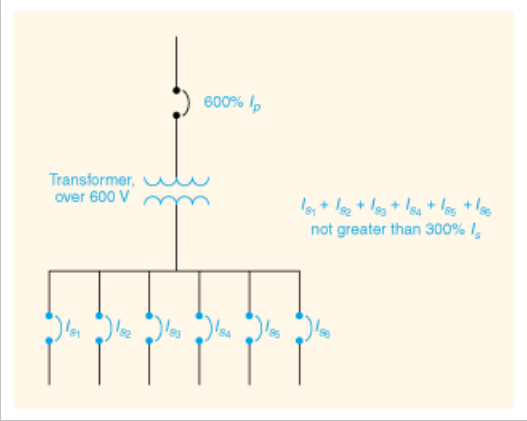 600% Iₚ
Transformer,
over 600 V
Iₛ₁ + Iₛ₂ + Iₛ₃ + Iₛ₄ + Iₛ₅ + Iₛ₆
not greater than 300% Iₛ
Iₛ₁ Iₛ₂ Iₛ₃ Iₛ₄ Iₛ₅ Iₛ₆